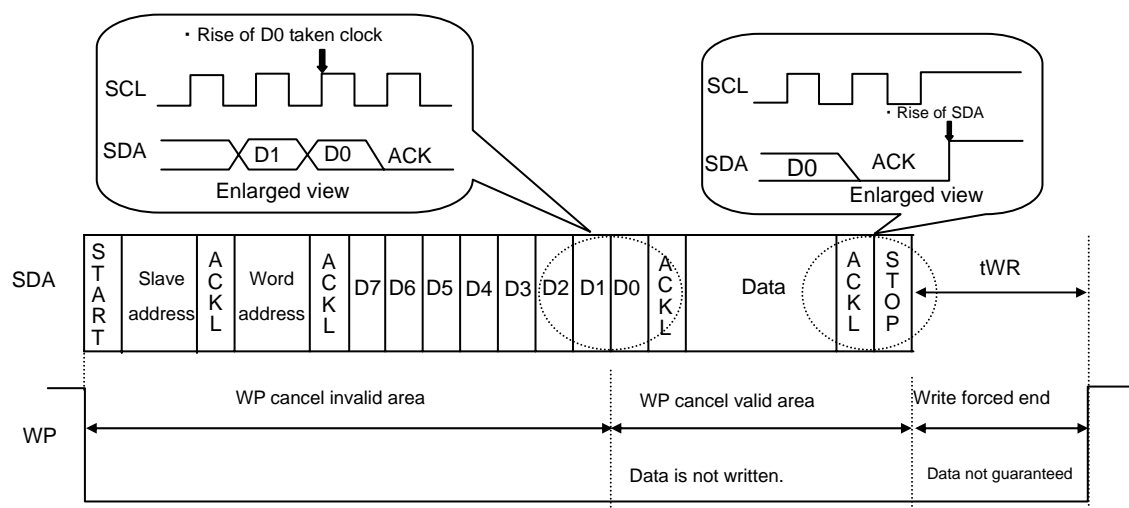 ・Rise of D0 taken clock
SCL
SDA
D1
D0
ACK
Enlarged view
SCL
・Rise of SDA
SDA
D0
ACK
Enlarged view
SDA
START
Slave
address
ACKL
Word
address
ACKL
D7
D6
D5
D4
D3
D2
D1
D0
ACKL
Data
ACKL
STOP
tWR
WP
WP cancel invalid area
WP cancel valid area
Write forced end
Data is not written.
Data not guaranteed